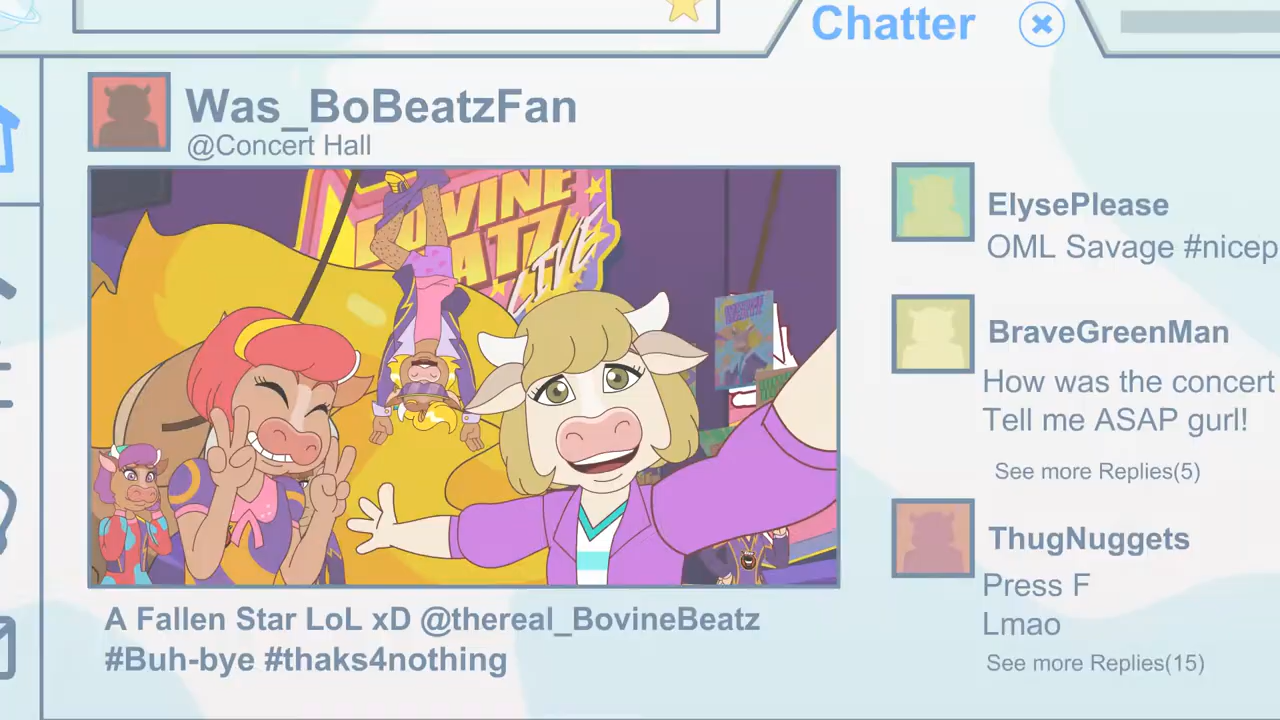 Chatter
Was_BoBeatzFan
@Concert Hall
BOVINE
BEATZ
LIVE
A Fallen Star LoL xD @thereal_BovineBeatz
#Buh-bye #thaks4nothing
ElysePlease
OML Savage #nicep
BraveGreenMan
How was the concert
Tell me ASAP gurl!
See more Replies(5)
ThugNuggets
Press F
Lmao
See more Replies(15)